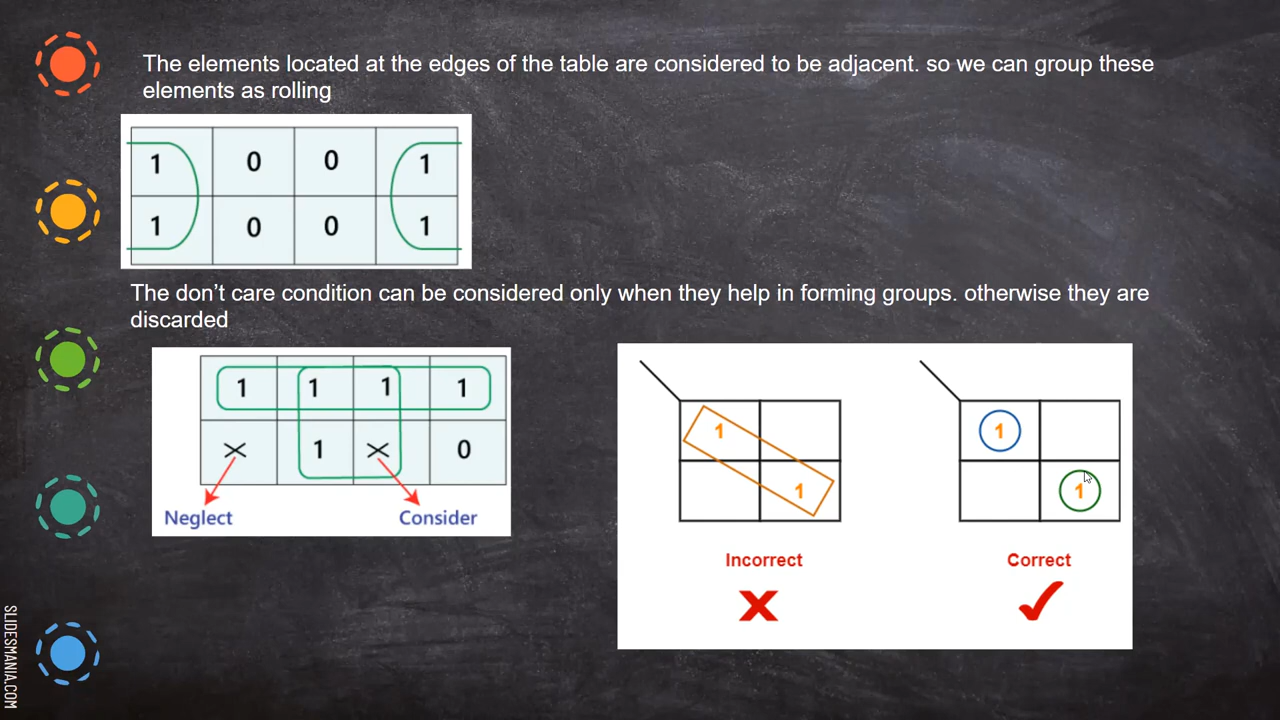 The elements located at the edges of the table are considered to be adjacent. so we can group these
elements as rolling
1 0 0 1
1 0 0 1
The don't care condition can be considered only when they help in forming groups. otherwise they are
discarded
1 1 1 1
× 1 × 0
Neglect Consider
1
1
Incorrect
1
1
Correct
SLIDESMANIA.COM